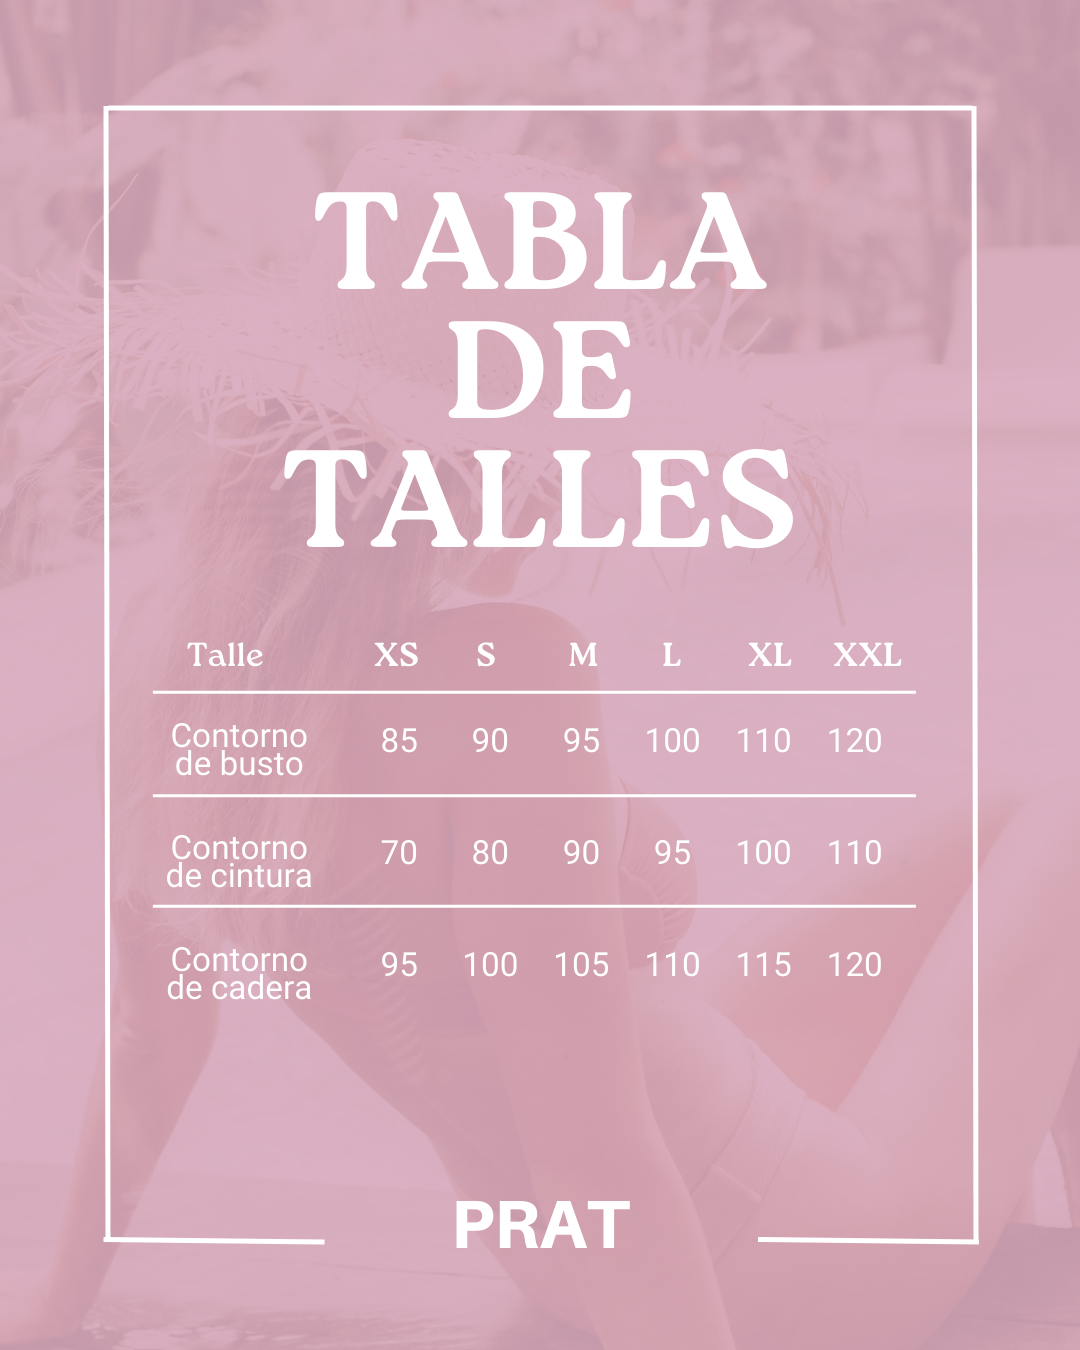 TABLA
DE
TALLES
Talle XS S M L XL XXL
Contorno
de busto 85 90 95 100 110 120
Contorno
de cintura 70 80 90 95 100 110
Contorno
de cadera 95 100 105 110 115 120
PRAT